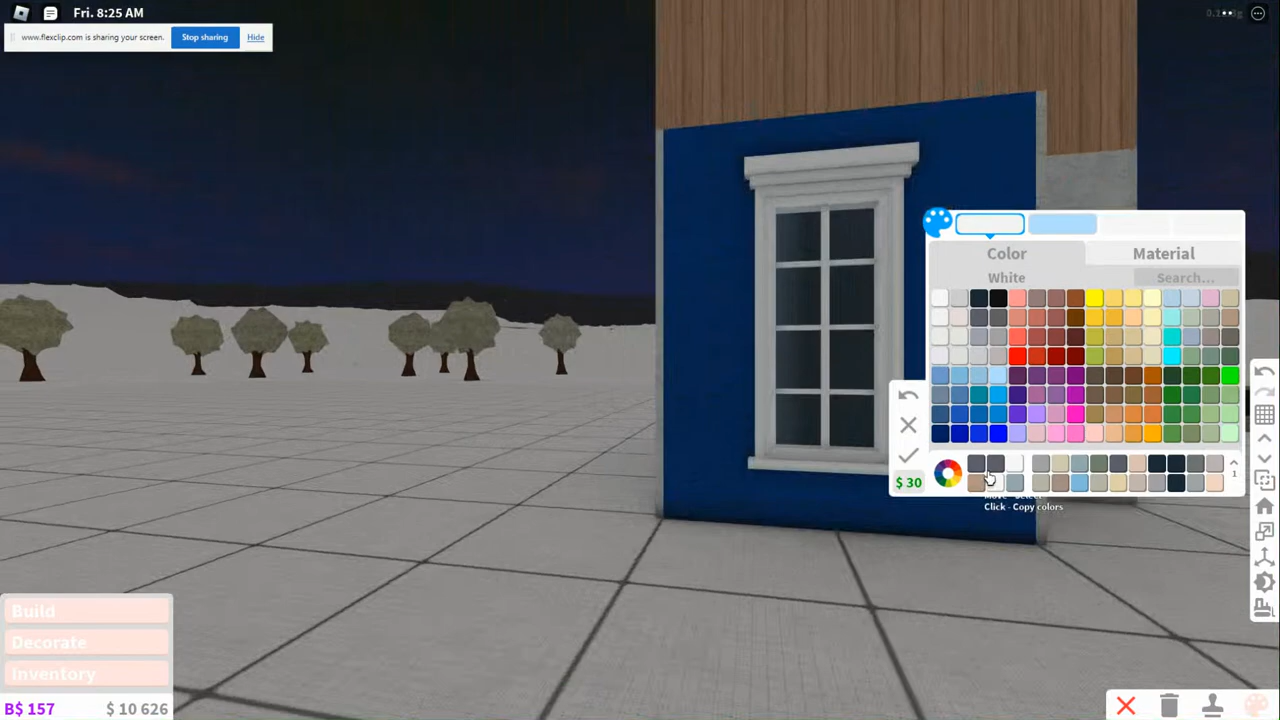 Fri. 8:25 AM
www.flexclip.com is sharing your screen.
Stop sharing
Hide
Color
Material
White
Search...
$ 30
1
Click - Copy colors
Build
Decorate
Inventory
B$ 157
$ 10 626